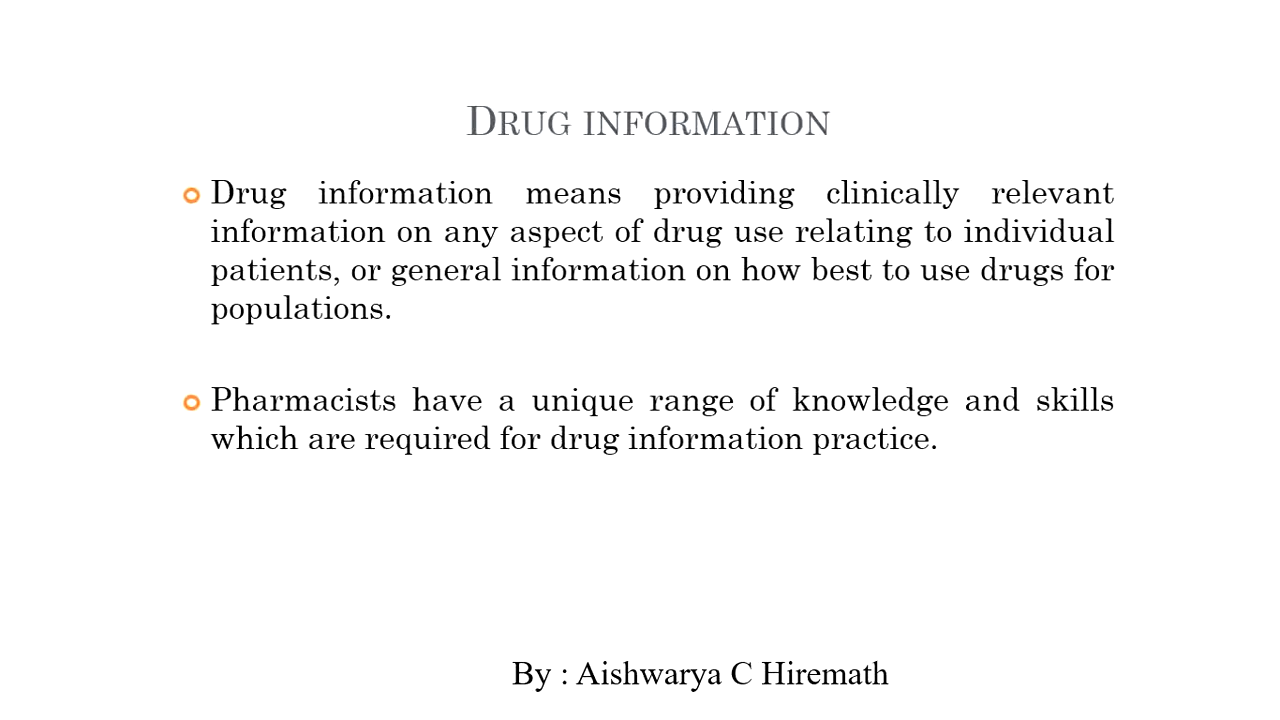 DRUG INFORMATION
Drug information means providing clinically relevant
information on any aspect of drug use relating to individual
patients, or general information on how best to use drugs for
populations.
Pharmacists have a unique range of knowledge and skills
which are required for drug information practice.
By : Aishwarya C Hiremath